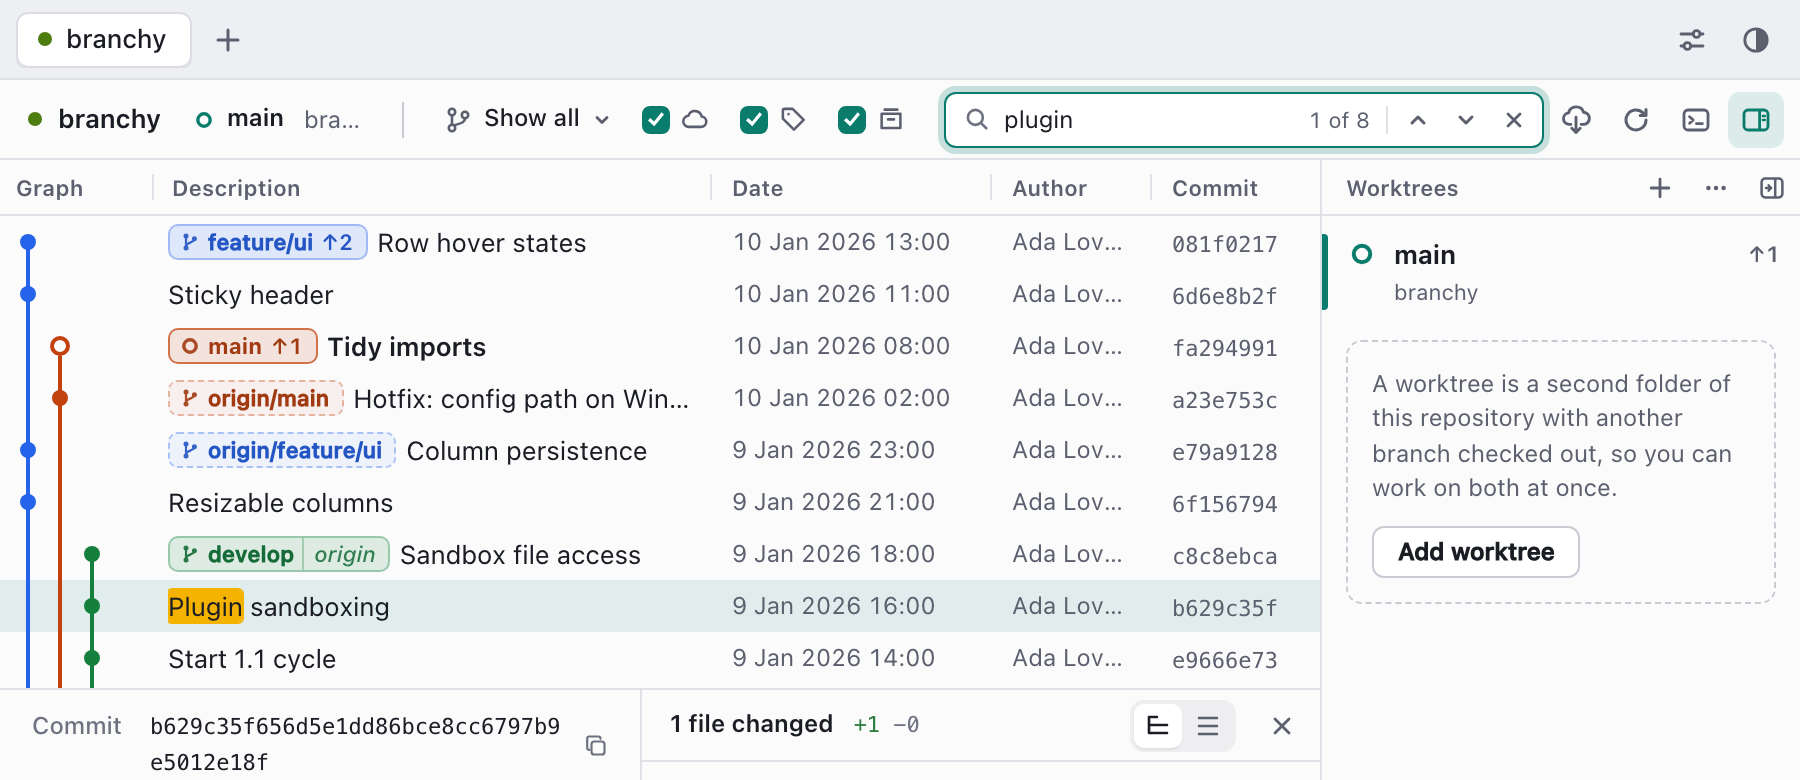 branchy
branchy main bra... Show all plugin 1 of 8
Graph Description Date Author Commit Worktrees
feature/ui ↑2 Row hover states 10 Jan 2026 13:00 Ada Lov... 081f0217
Sticky header 10 Jan 2026 11:00 Ada Lov... 6d6e8b2f
main ↑1 Tidy imports 10 Jan 2026 08:00 Ada Lov... fa294991
origin/main Hotfix: config path on Win... 10 Jan 2026 02:00 Ada Lov... a23e753c
origin/feature/ui Column persistence 9 Jan 2026 23:00 Ada Lov... e79a9128
Resizable columns 9 Jan 2026 21:00 Ada Lov... 6f156794
develop origin Sandbox file access 9 Jan 2026 18:00 Ada Lov... c8c8ebca
Plugin sandboxing 9 Jan 2026 16:00 Ada Lov... b629c35f
Start 1.1 cycle 9 Jan 2026 14:00 Ada Lov... e9666e73
main ↑1
branchy
A worktree is a second folder of
this repository with another
branch checked out, so you can
work on both at once.
Add worktree
Commit b629c35f656d5e1dd86bce8cc6797b9
e5012e18f
1 file changed +1 −0